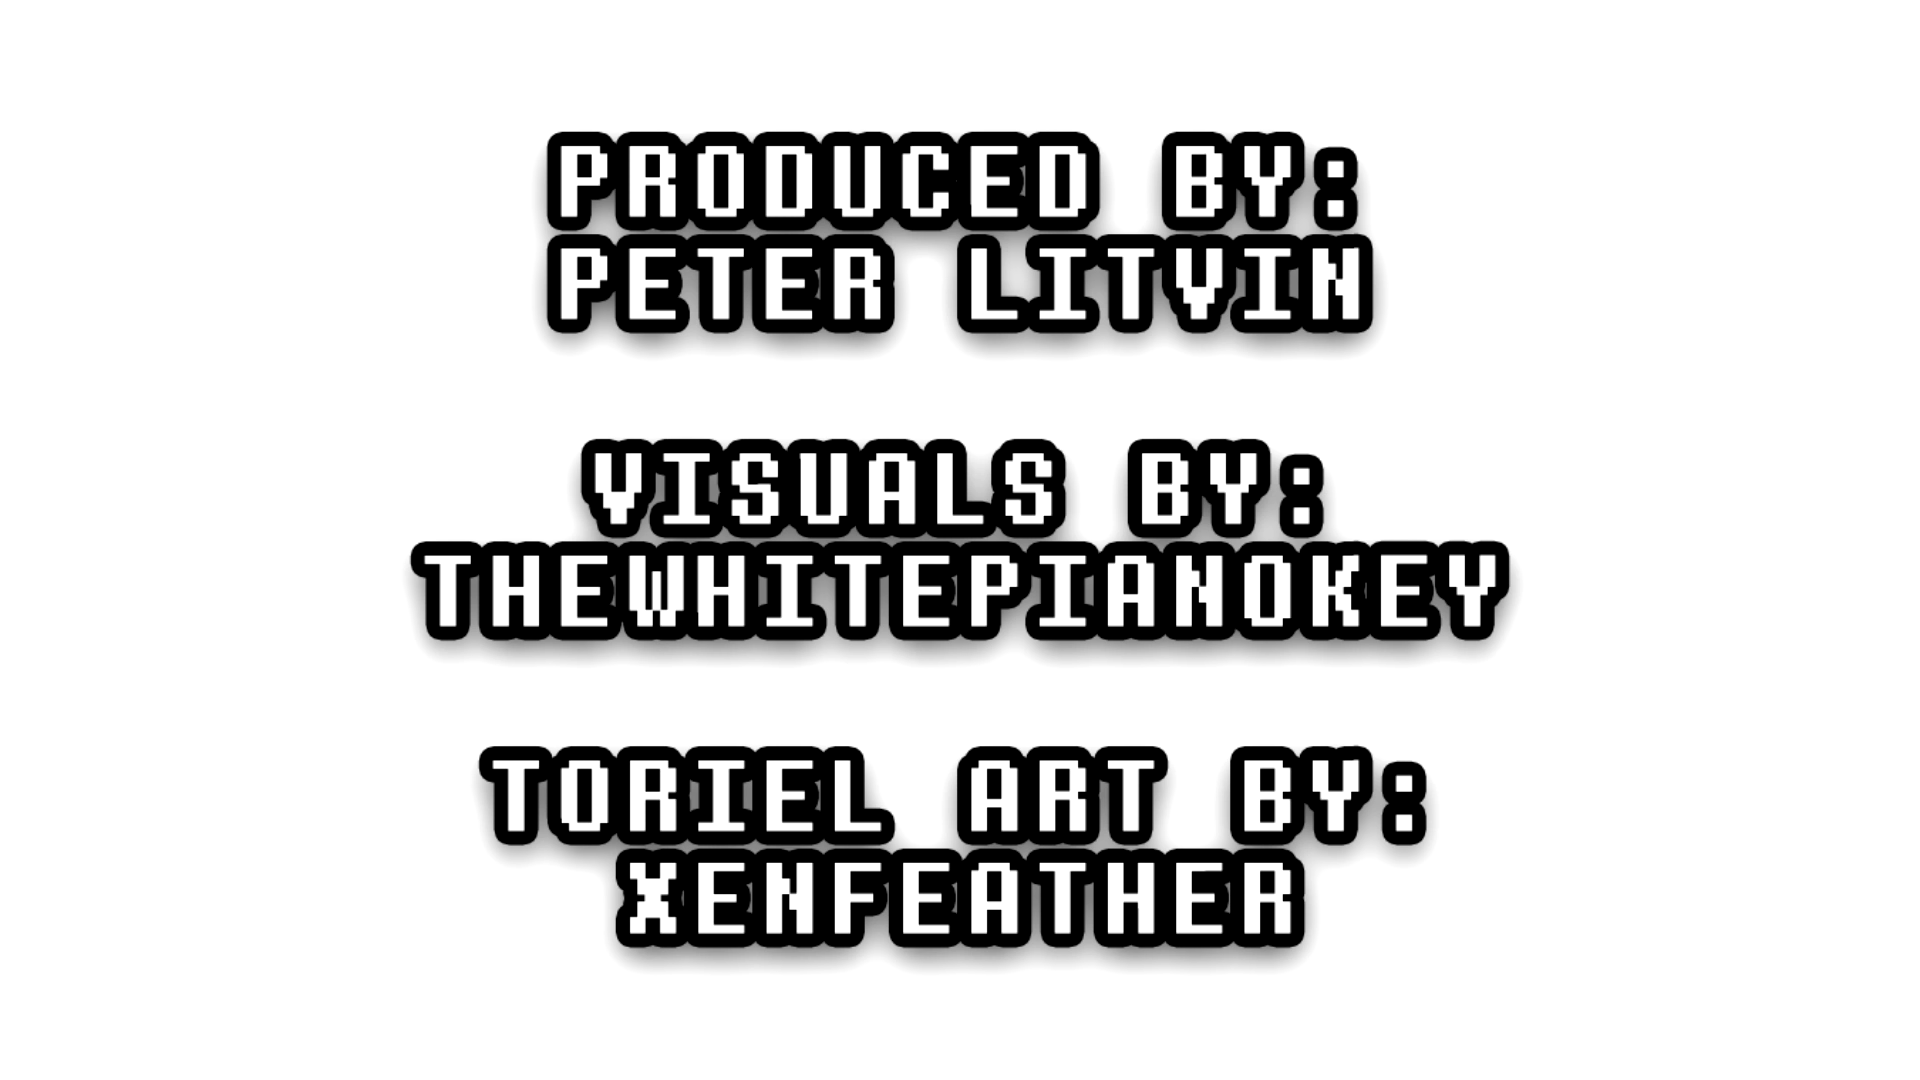 PRODUCED BY:
PETER LITVIN
VISUALS BY:
THEWHITEPIANOKEY
TORIEL ART BY:
XENFEATHER